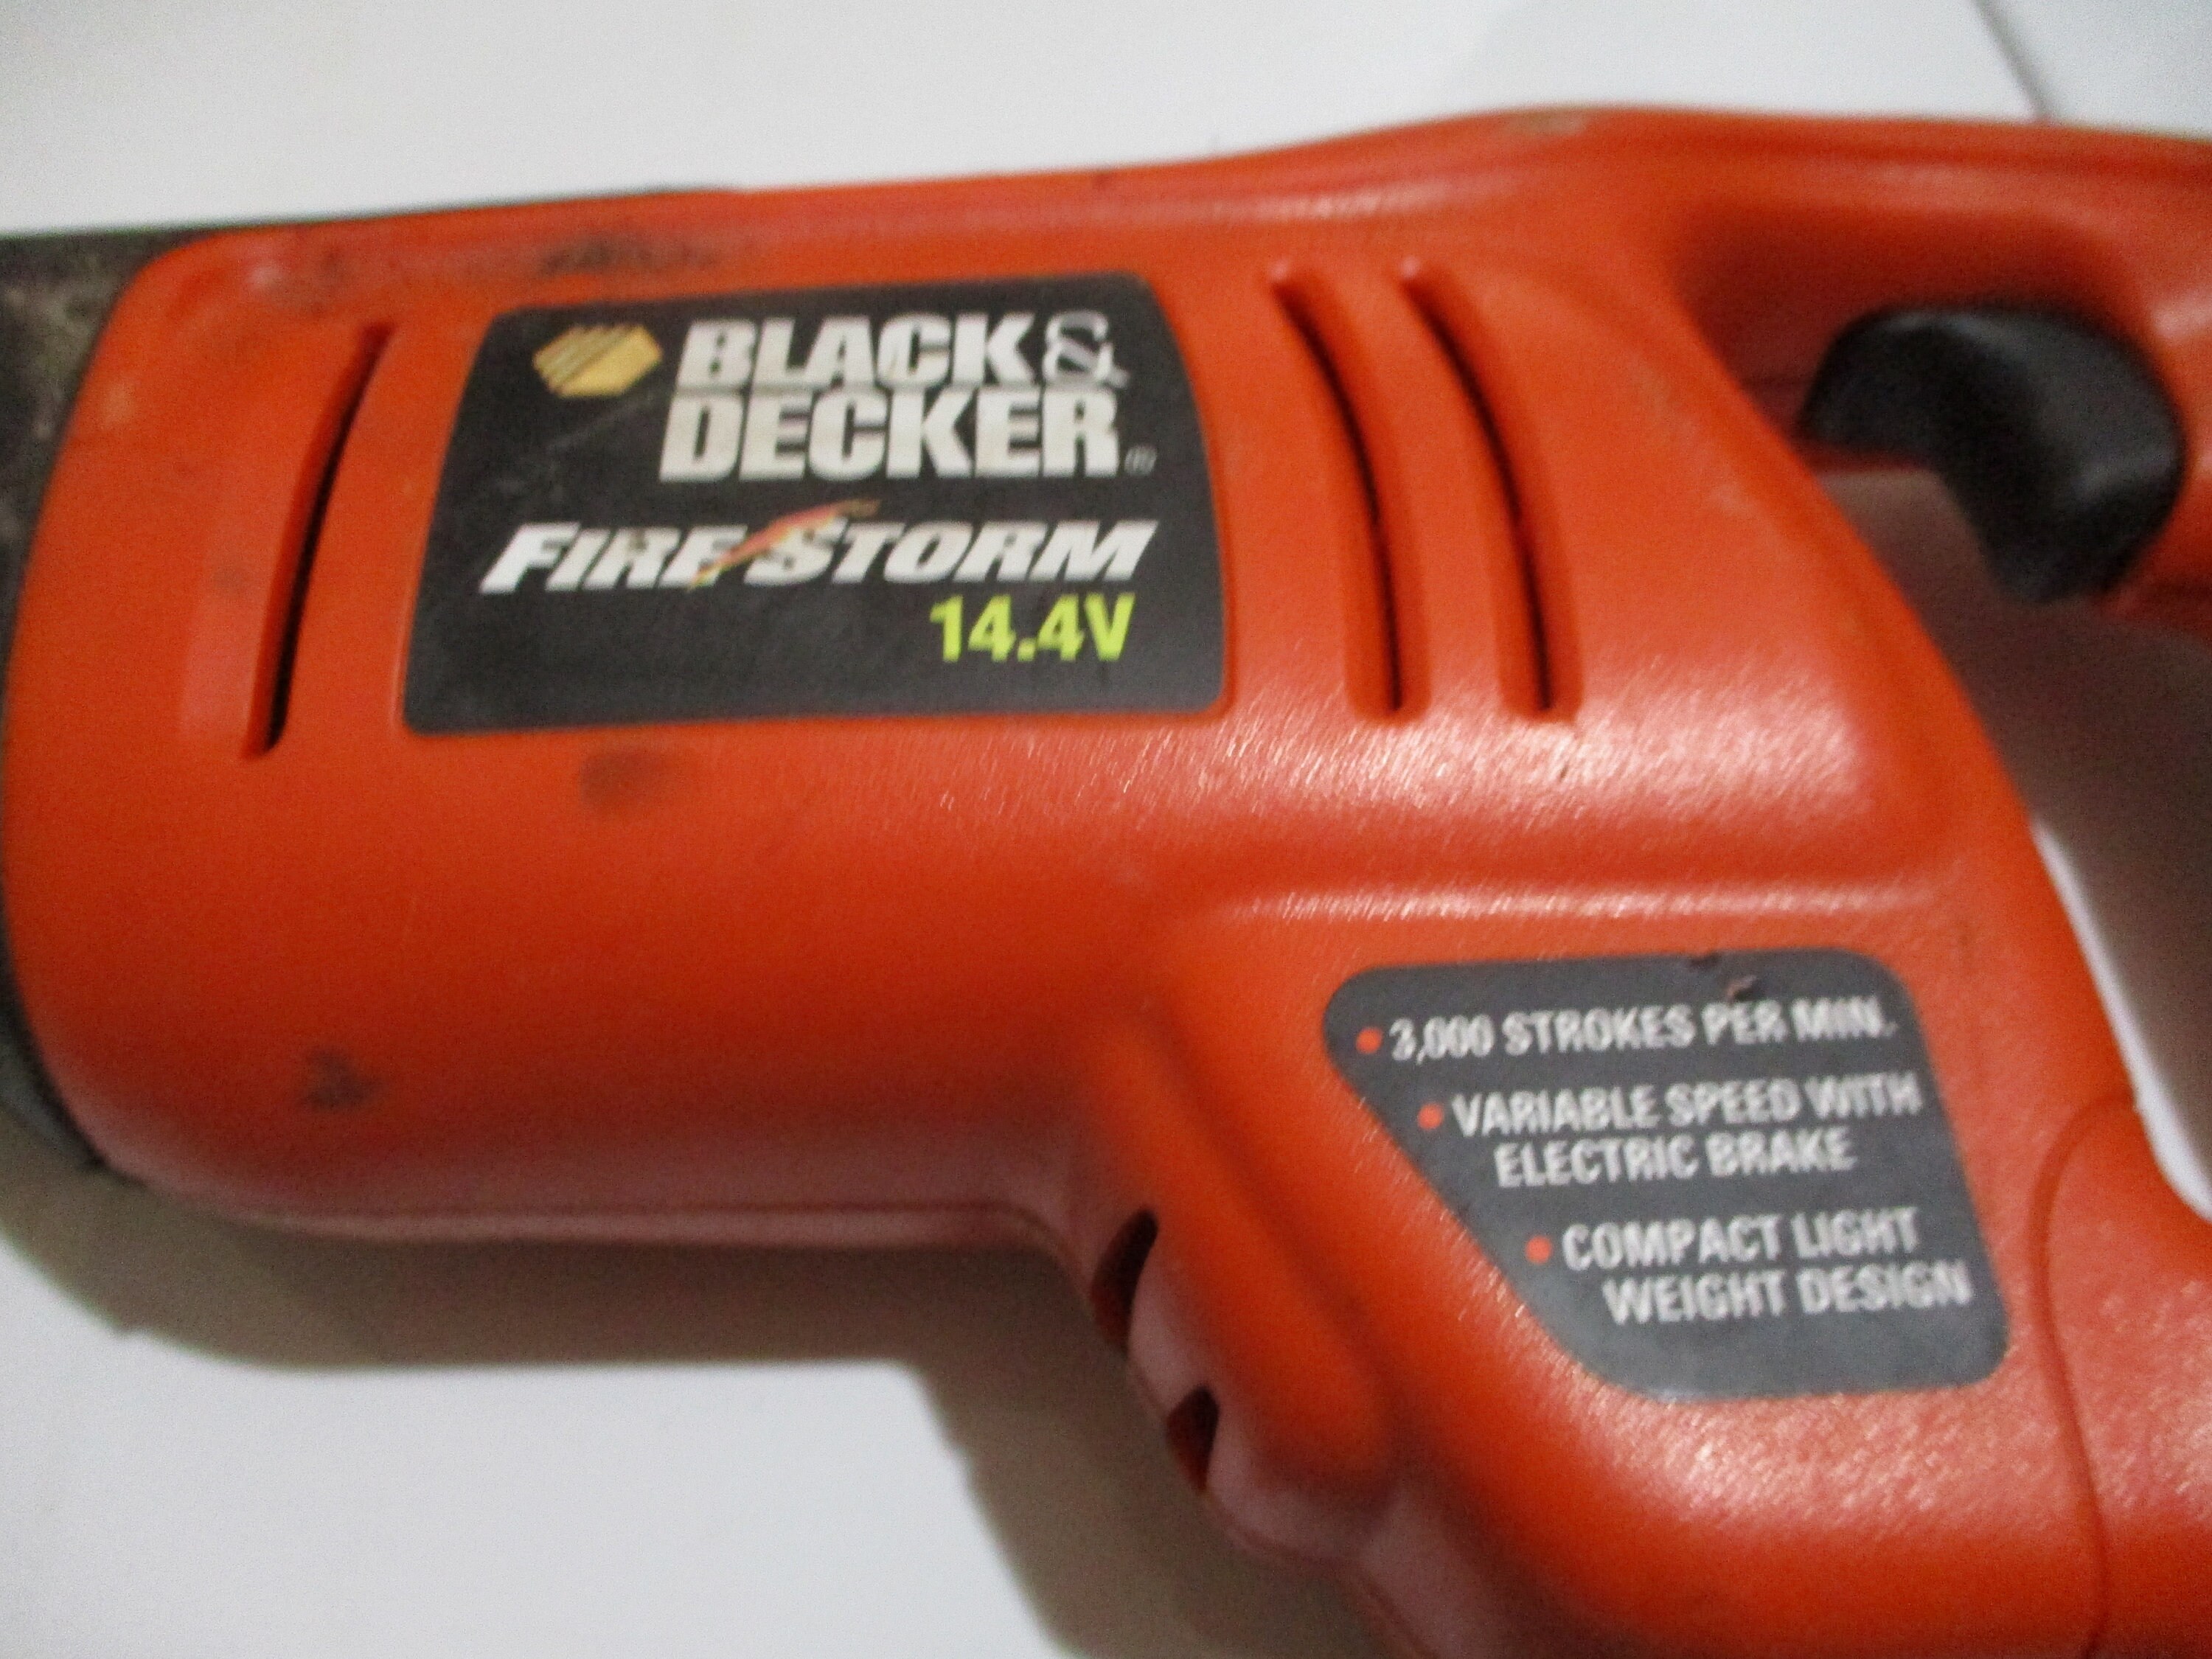 BLACK &
DECKER®
FIRESTORM
14.4V
• 3,000 STROKES PER MIN.
• VARIABLE SPEED WITH
ELECTRIC BRAKE
• COMPACT LIGHT
WEIGHT DESIGN